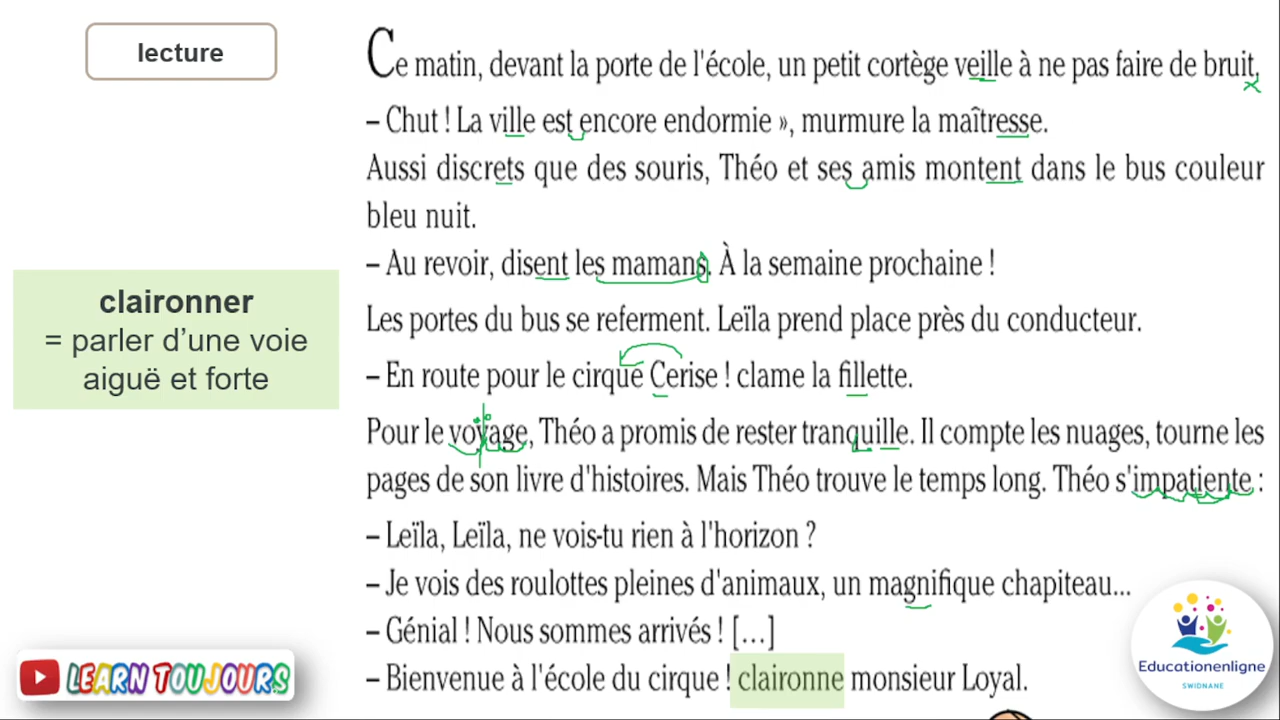 lecture
Ce matin, devant la porte de l'école, un petit cortège veille à ne pas faire de bruit.
– Chut ! La ville est encore endormie », murmure la maîtresse.
Aussi discrets que des souris, Théo et ses amis montent dans le bus couleur
bleu nuit.
– Au revoir, disent les mamans. À la semaine prochaine !
Les portes du bus se referment. Leïla prend place près du conducteur.
– En route pour le cirque Cerise ! clame la fillette.
Pour le voyage, Théo a promis de rester tranquille. Il compte les nuages, tourne les
pages de son livre d'histoires. Mais Théo trouve le temps long. Théo s'impatiente :
– Leïla, Leïla, ne vois-tu rien à l'horizon ?
– Je vois des roulottes pleines d'animaux, un magnifique chapiteau...
– Génial ! Nous sommes arrivés ! [...]
– Bienvenue à l'école du cirque ! claironne monsieur Loyal.
claironner
= parler d’une voie
aiguë et forte
LEARN TOUJOURS
Educationenligne
SWIDNANE